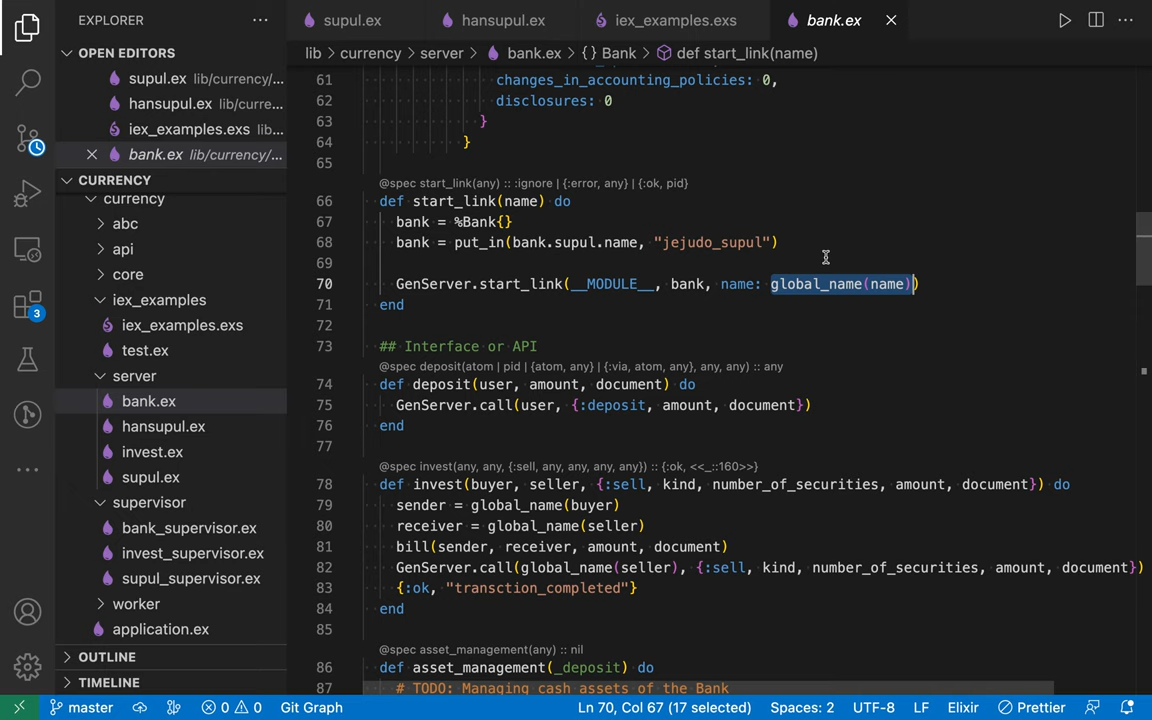 EXPLORER
OPEN EDITORS
supul.ex lib/currency/...
hansupul.ex lib/curre...
iex_examples.exs lib...
bank.ex lib/currency/...
CURRENCY
currency
abc
api
core
iex_examples
iex_examples.exs
test.ex
server
bank.ex
hansupul.ex
invest.ex
supul.ex
supervisor
bank_supervisor.ex
invest_supervisor.ex
supul_supervisor.ex
worker
application.ex
OUTLINE
TIMELINE
3
supul.ex
hansupul.ex
iex_examples.exs
bank.ex
lib > currency > server > bank.ex > {} Bank > def start_link(name)
61 changes_in_accounting_policies: 0,
62 disclosures: 0
63 }
64 }
65
@spec start_link(any) :: :ignore | {:error, any} | {:ok, pid}
66 def start_link(name) do
67 bank = %Bank{}
68 bank = put_in(bank.supul.name, "jejudo_supul")
69
70 GenServer.start_link(__MODULE__, bank, name: global_name(name))
71 end
72
73 ## Interface or API
@spec deposit(atom | pid | {atom, any} | {:via, atom, any}, any, any) :: any
74 def deposit(user, amount, document) do
75 GenServer.call(user, {:deposit, amount, document})
76 end
77
@spec invest(any, any, {:sell, any, any, any, any}) :: {:ok, <<_::160>>}
78 def invest(buyer, seller, {:sell, kind, number_of_securities, amount, document}) do
79 sender = global_name(buyer)
80 receiver = global_name(seller)
81 bill(sender, receiver, amount, document)
82 GenServer.call(global_name(seller), {:sell, kind, number_of_securities, amount, document})
83 {:ok, "transction_completed"}
84 end
85
@spec asset_management(any) :: nil
86 def asset_management(_deposit) do
87 # TODO: Managing cash assets of the Bank
master 0 0 Git Graph Ln 70, Col 67 (17 selected) Spaces: 2 UTF-8 LF Elixir Prettier